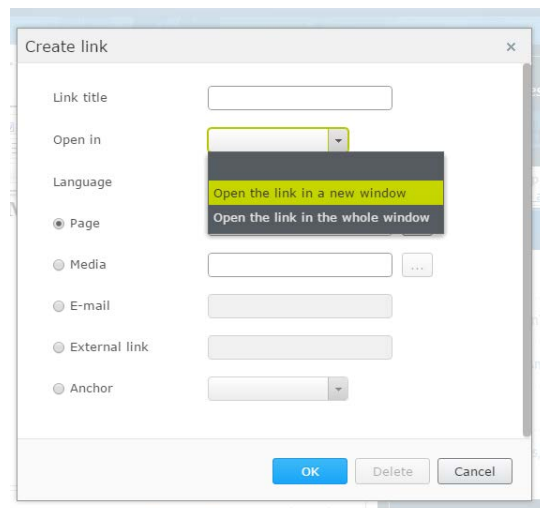 Create link ×
Link title
Open in
Open the link in a new window
Language
Open the link in the whole window
Page
Media ...
E-mail
External link
Anchor
OK Delete Cancel